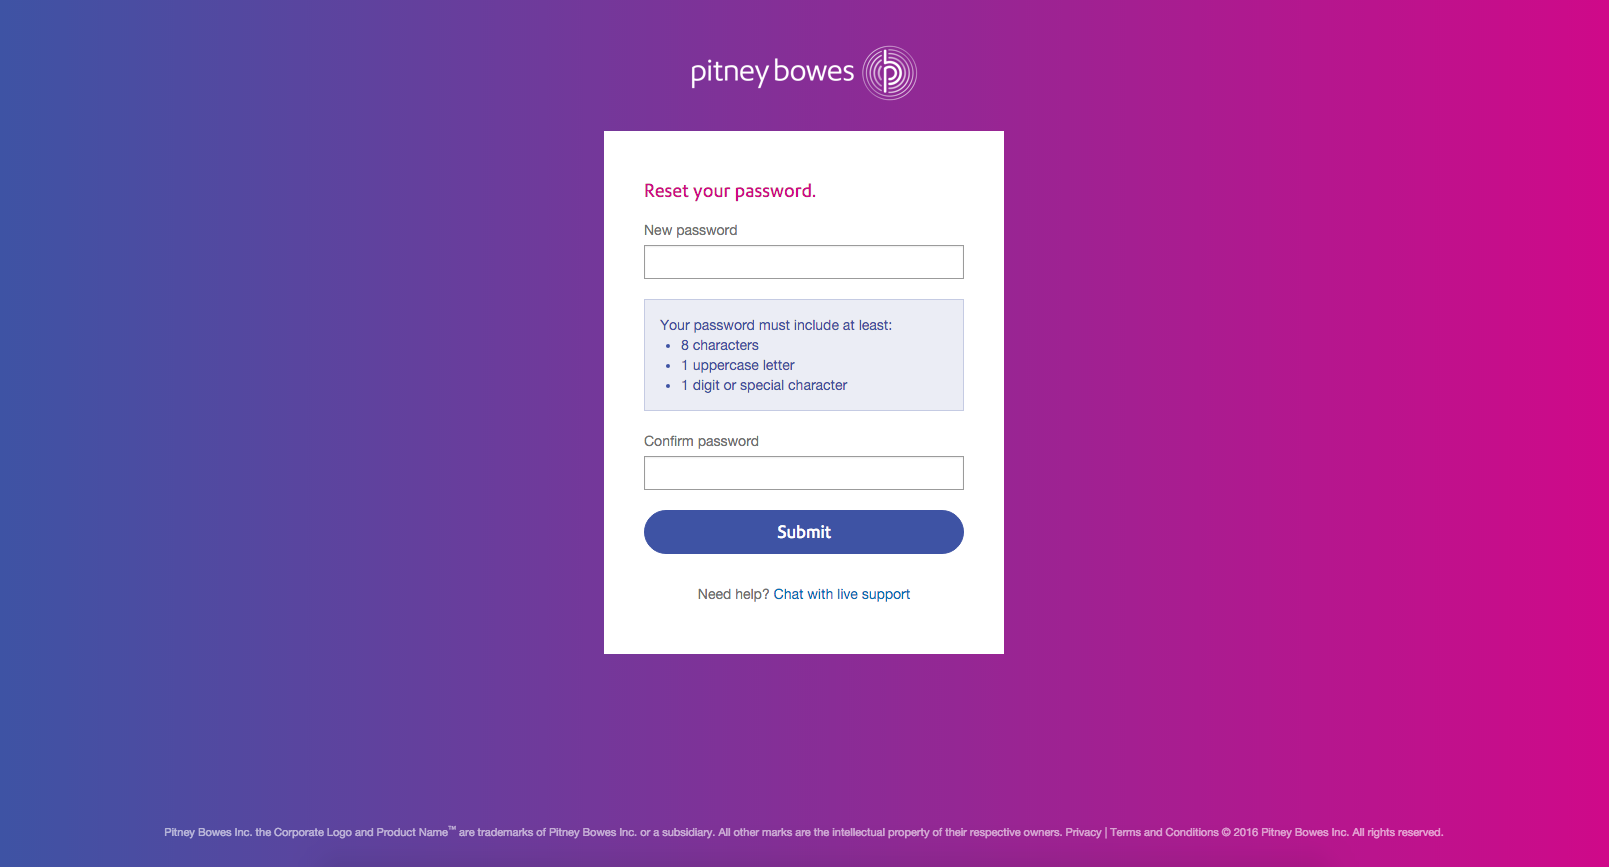 pitney bowes
Reset your password.
New password
Your password must include at least:
• 8 characters
• 1 uppercase letter
• 1 digit or special character
Confirm password
Submit
Need help? Chat with live support
Pitney Bowes Inc. the Corporate Logo and Product Name™ are trademarks of Pitney Bowes Inc. or a subsidiary. All other marks are the intellectual property of their respective owners. Privacy | Terms and Conditions © 2016 Pitney Bowes Inc. All rights reserved.